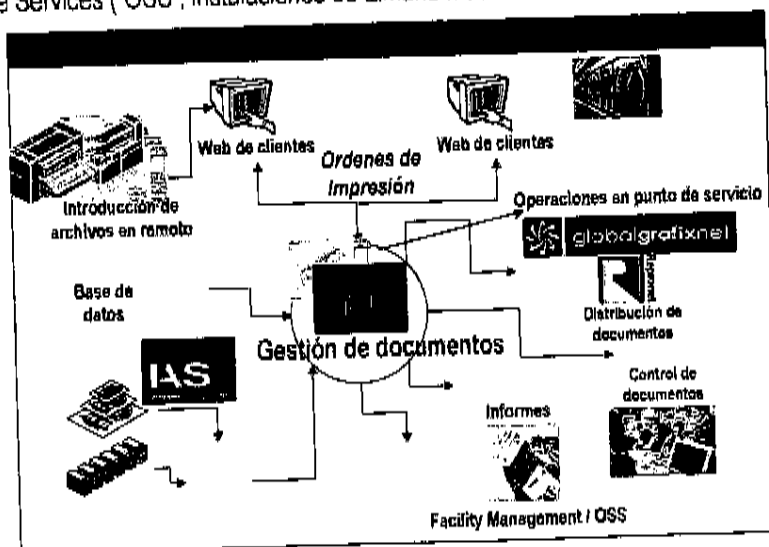 e Services ( OSS , Instalaciones de
Web de clientes
Web de clientes
Ordenes de
Impresión
Operaciones en punto de servicio
globalgrafixnet
Introducción de
archivos en remoto
Base de
datos
Distribución de
documentos
Gestión de documentos
IAS
Control de
documentos
Informes
Facility Management / OSS